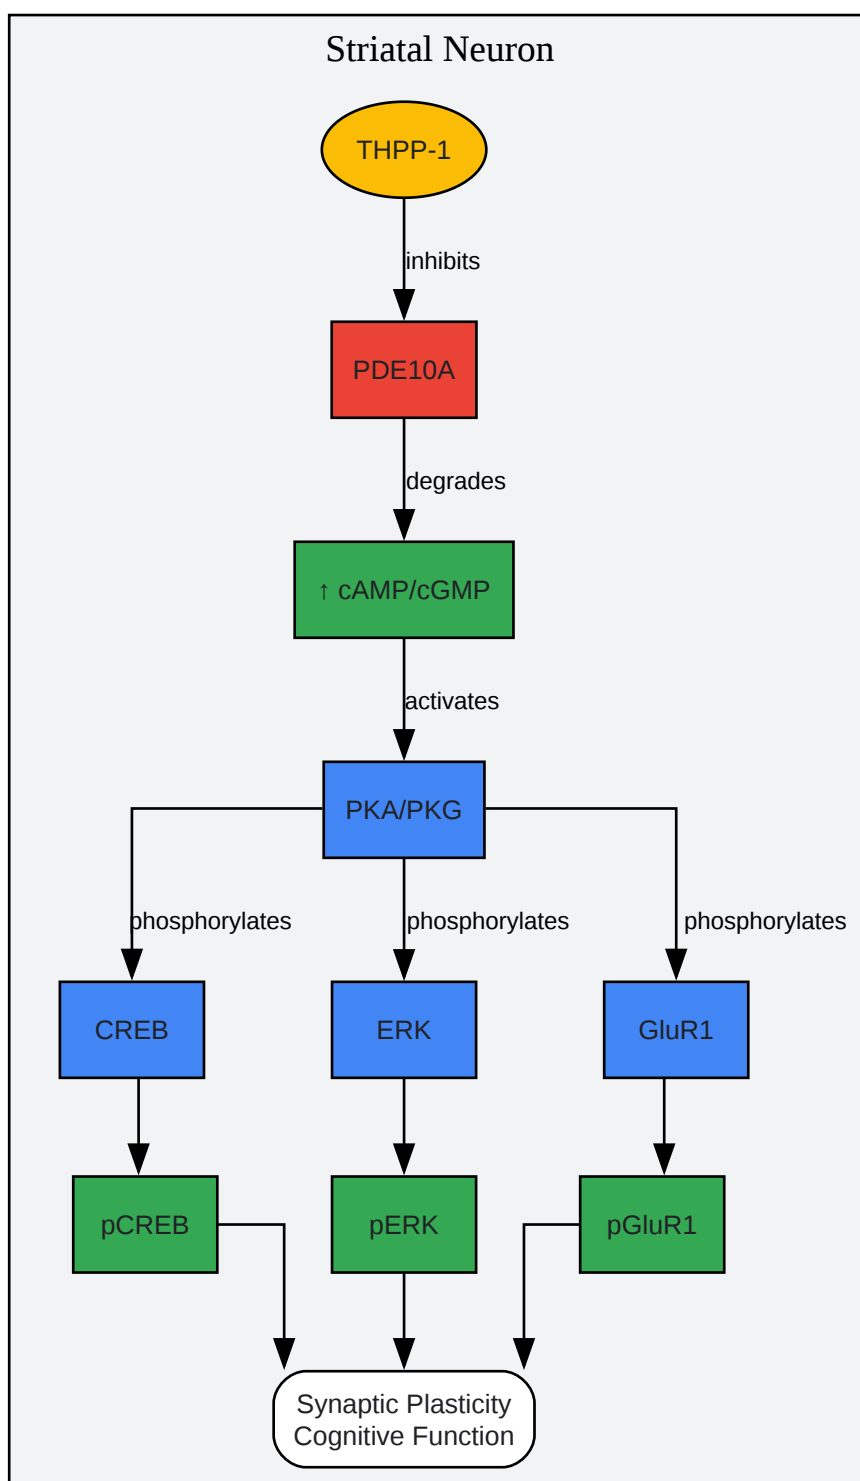 Striatal Neuron
THPP-1
inhibits
PDE10A
degrades
↑ cAMP/cGMP
activates
PKA/PKG
phosphorylates
phosphorylates
phosphorylates
CREB
ERK
GluR1
pCREB
pERK
pGluR1
Synaptic Plasticity
Cognitive Function